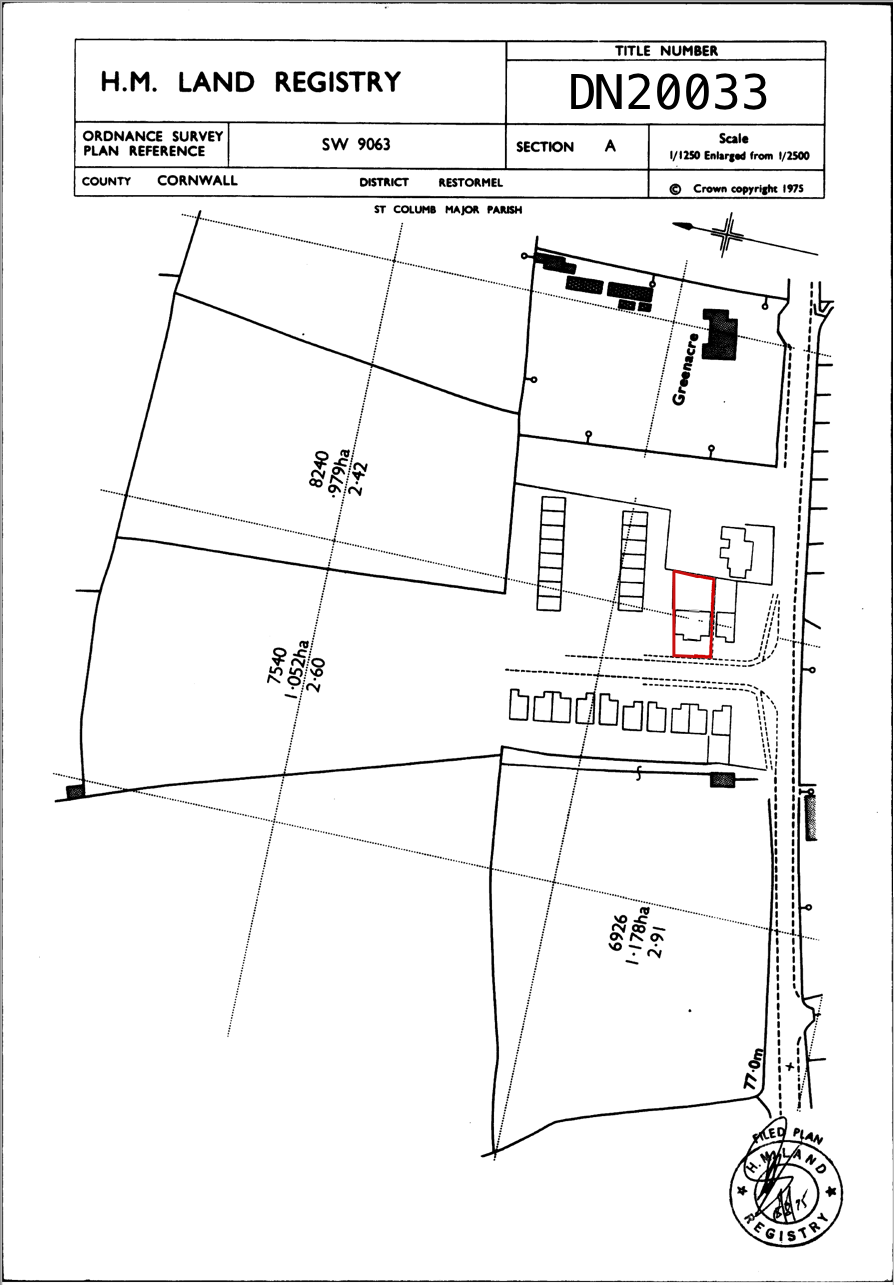 H.M. LAND REGISTRY
TITLE NUMBER
DN20033
ORDNANCE SURVEY
PLAN REFERENCE
SW 9063
SECTION A
Scale
1/1250 Enlarged from 1/2500
COUNTY CORNWALL
DISTRICT RESTORMEL
© Crown copyright 1975
ST COLUMB MAJOR PARISH
Greenacre
8240
·979ha
2·42
7540
1·052ha
2·60
6926
1·178ha
2·91
77·0m
FILED PLAN
H.M. LAND
REGISTRY